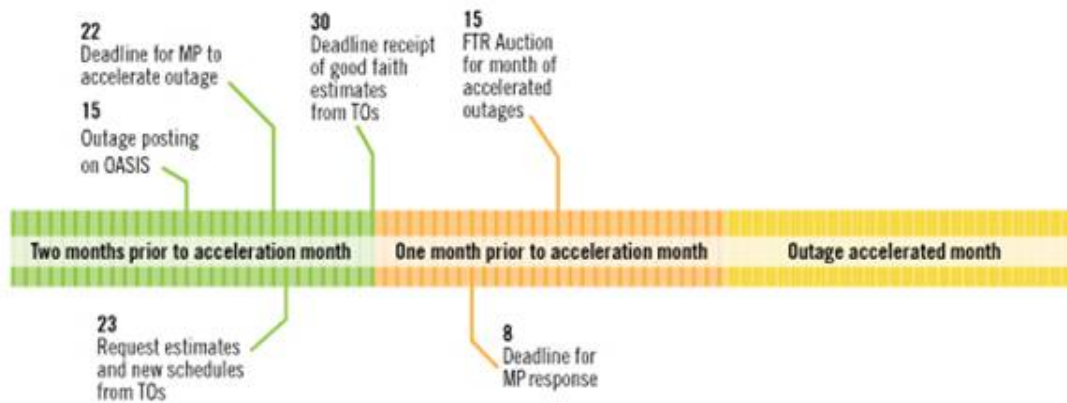 22
Deadline for MP to
accelerate outage
15
Outage posting
on OASIS
30
Deadline receipt
of good faith
estimates
from TOs
15
FTR Auction
for month of
accelerated
outages
Two months prior to acceleration month
One month prior to acceleration month
Outage accelerated month
23
Request estimates
and new schedules
from TOs
8
Deadline for
MP response